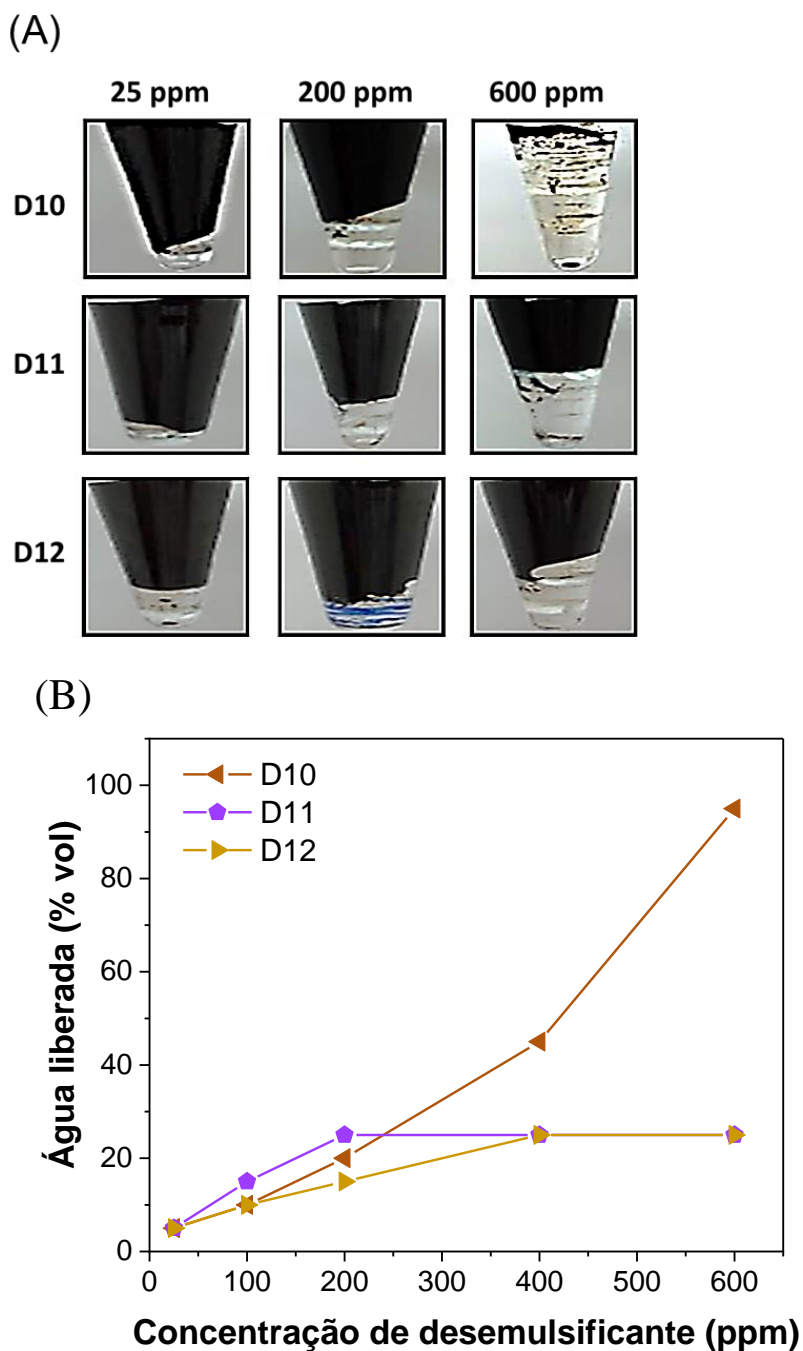 (A)
25 ppm 200 ppm 600 ppm
D10
D11
D12
(B)
D10
D11
D12
100
80
60
40
20
0
Água liberada (% vol)
0 100 200 300 400 500 600
Concentração de desemulsificante (ppm)